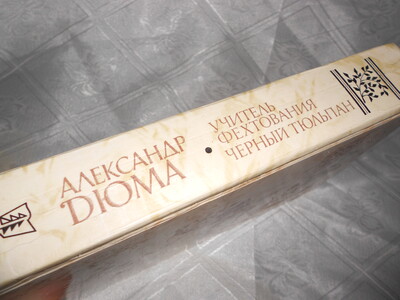 АЛЕКСАНДР
ДЮМА
УЧИТЕЛЬ
ФЕХТОВАНИЯ
ЧЕРНЫЙ ТЮЛЬПАН